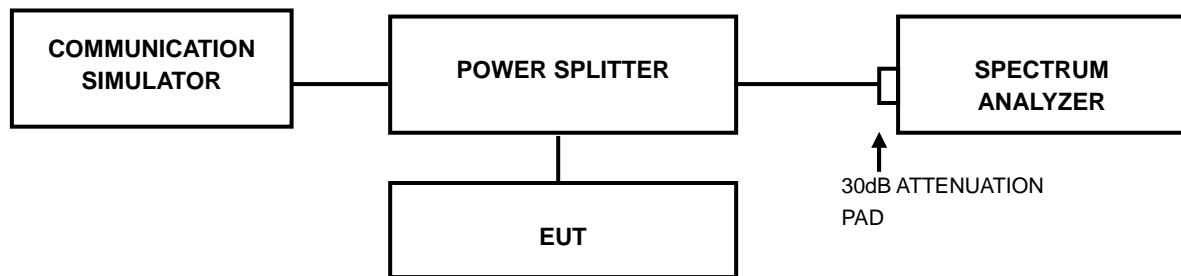 COMMUNICATION
SIMULATOR
POWER SPLITTER
SPECTRUM
ANALYZER
30dB ATTENUATION
PAD
EUT